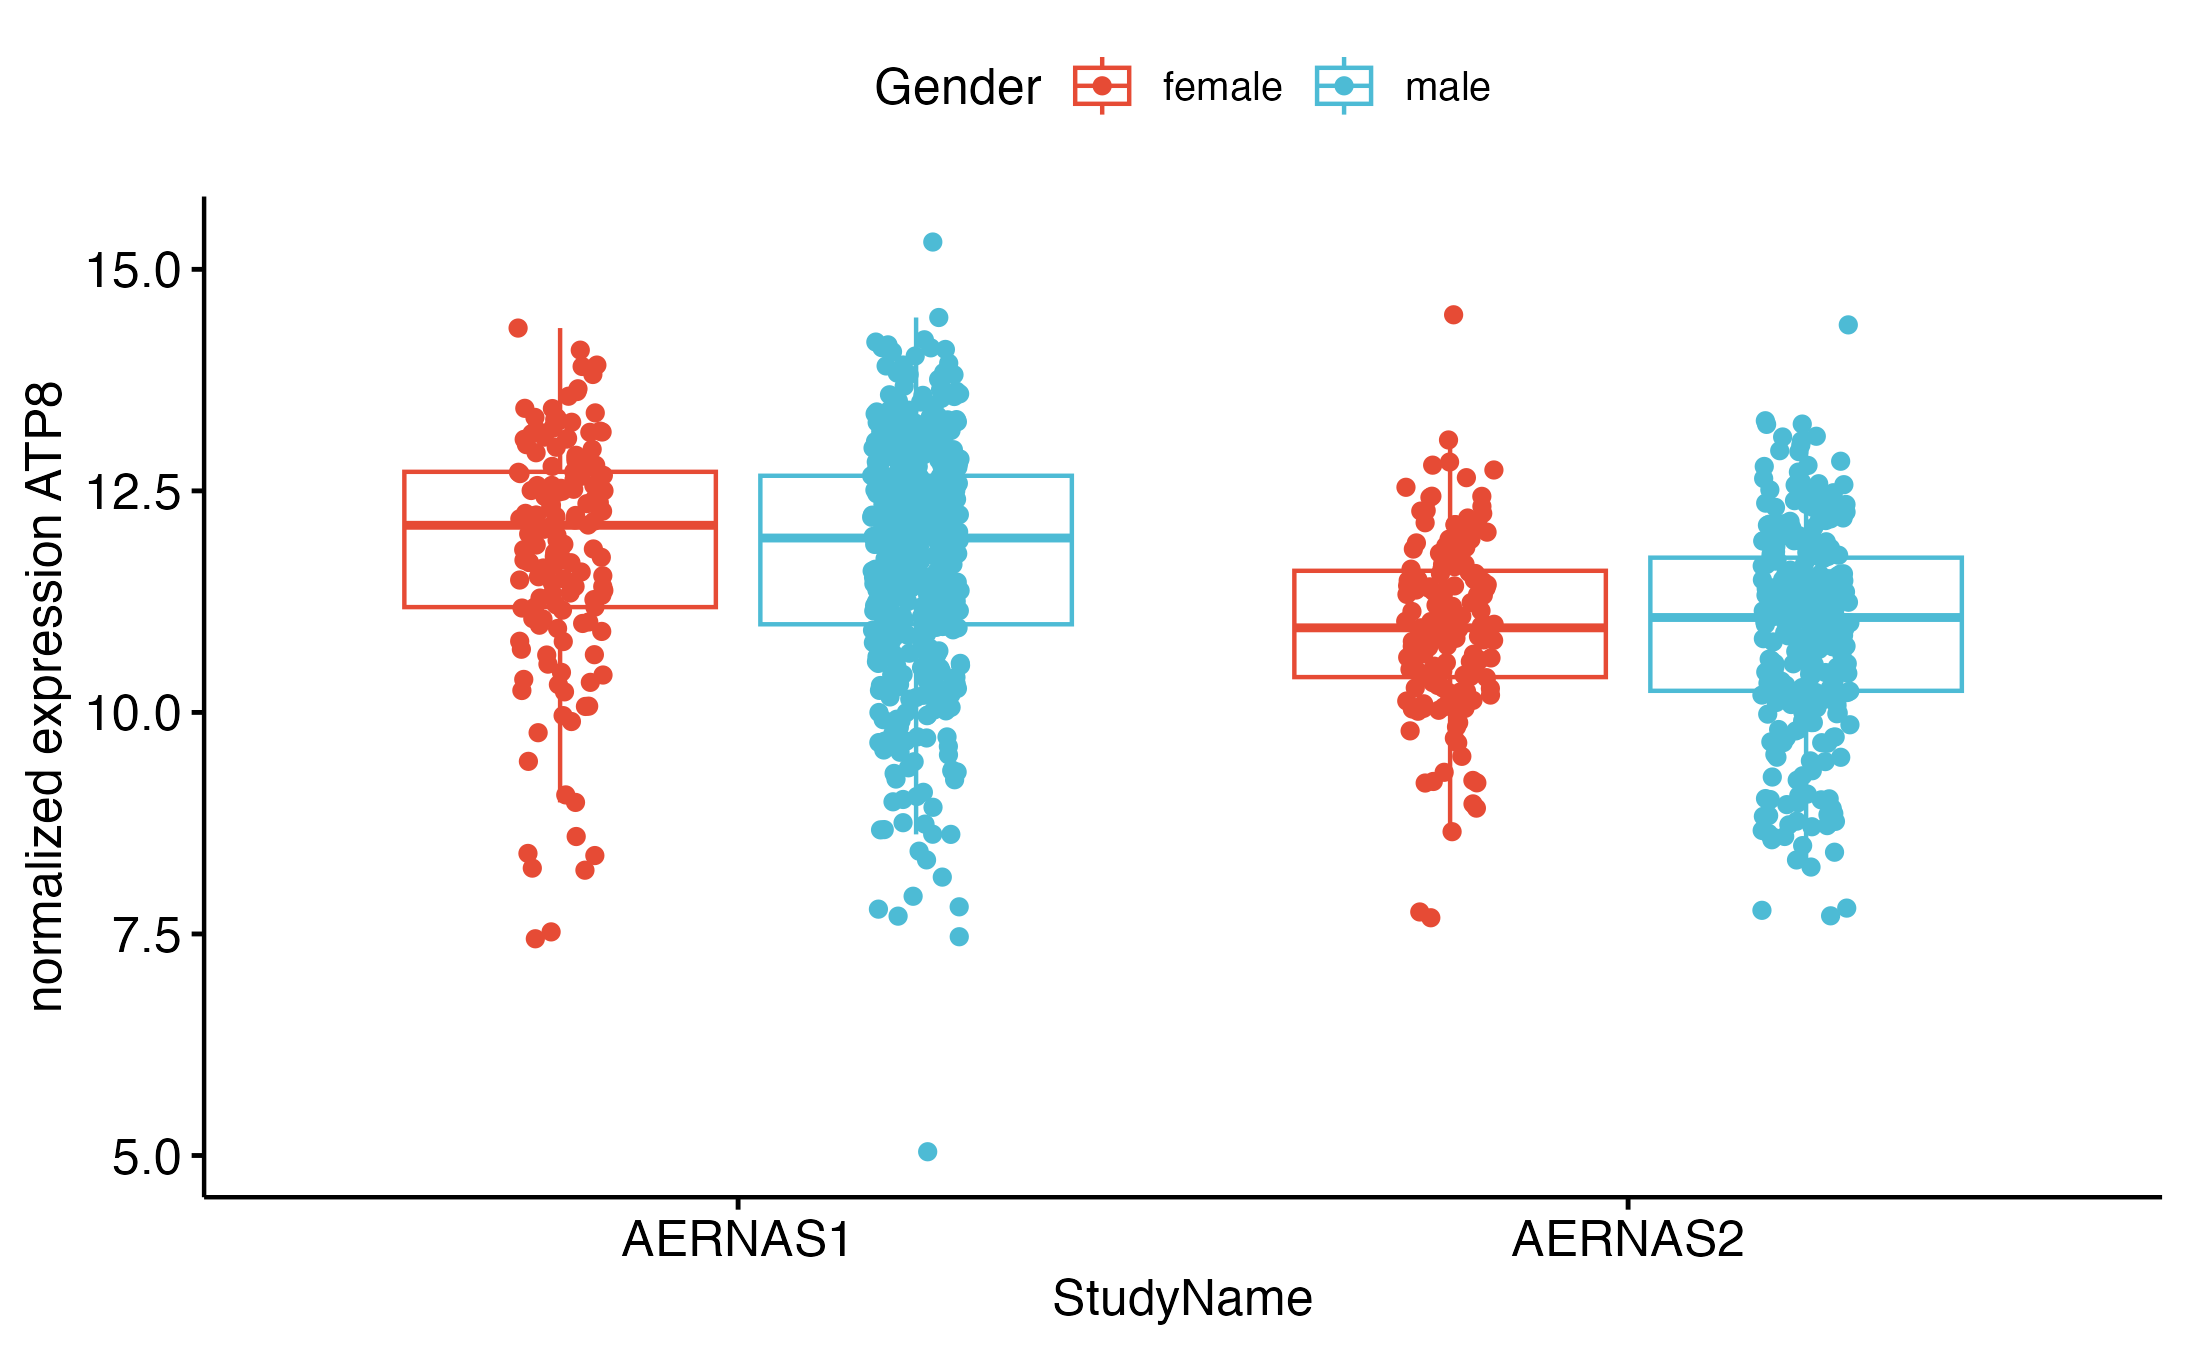 Gender female male
15.0
12.5
10.0
7.5
5.0
normalized expression ATP8
AERNAS1 AERNAS2
StudyName